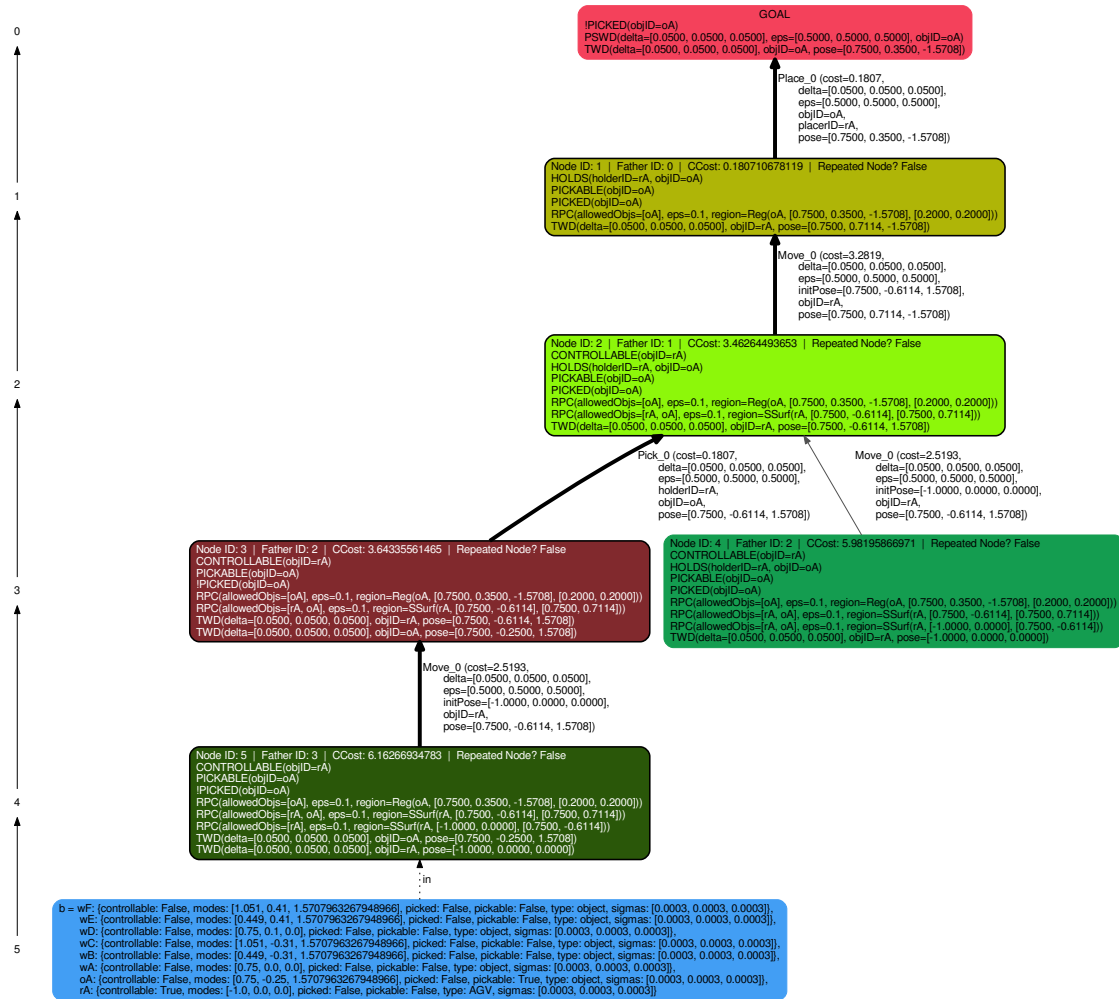 0
GOAL
!PICKED(objID=oA)
PSWD(delta=[0.0500, 0.0500, 0.0500], eps=[0.5000, 0.5000, 0.5000], objID=oA)
TWD(delta=[0.0500, 0.0500, 0.0500], objID=oA, pose=[0.7500, 0.3500, -1.5708])
Place_0 (cost=0.1807,
delta=[0.0500, 0.0500, 0.0500],
eps=[0.5000, 0.5000, 0.5000],
objID=oA,
placerID=rA,
pose=[0.7500, 0.3500, -1.5708])
1
Node ID: 1 | Father ID: 0 | CCost: 0.180710678119 | Repeated Node? False
HOLDS(holderID=rA, objID=oA)
PICKABLE(objID=oA)
PICKED(objID=oA)
RPC(allowedObjs=[oA], eps=0.1, region=Reg(oA, [0.7500, 0.3500, -1.5708], [0.2000, 0.2000]))
TWD(delta=[0.0500, 0.0500, 0.0500], objID=rA, pose=[0.7500, 0.7114, -1.5708])
Move_0 (cost=3.2819,
delta=[0.0500, 0.0500, 0.0500],
eps=[0.5000, 0.5000, 0.5000],
initPose=[0.7500, -0.6114, 1.5708],
objID=rA,
pose=[0.7500, 0.7114, -1.5708])
2
Node ID: 2 | Father ID: 1 | CCost: 3.46264493653 | Repeated Node? False
CONTROLLABLE(objID=rA)
HOLDS(holderID=rA, objID=oA)
PICKABLE(objID=oA)
PICKED(objID=oA)
RPC(allowedObjs=[oA], eps=0.1, region=Reg(oA, [0.7500, 0.3500, -1.5708], [0.2000, 0.2000]))
RPC(allowedObjs=[rA, oA], eps=0.1, region=SSurf(rA, [0.7500, -0.6114], [0.7500, 0.7114]))
TWD(delta=[0.0500, 0.0500, 0.0500], objID=rA, pose=[0.7500, -0.6114, 1.5708])
Pick_0 (cost=0.1807,
delta=[0.0500, 0.0500, 0.0500],
eps=[0.5000, 0.5000, 0.5000],
holderID=rA,
objID=oA,
pose=[0.7500, -0.6114, 1.5708])
Move_0 (cost=2.5193,
delta=[0.0500, 0.0500, 0.0500],
eps=[0.5000, 0.5000, 0.5000],
initPose=[-1.0000, 0.0000, 0.0000],
objID=rA,
pose=[0.7500, -0.6114, 1.5708])
3
Node ID: 3 | Father ID: 2 | CCost: 3.64335561465 | Repeated Node? False
CONTROLLABLE(objID=rA)
PICKABLE(objID=oA)
!PICKED(objID=oA)
RPC(allowedObjs=[oA], eps=0.1, region=Reg(oA, [0.7500, 0.3500, -1.5708], [0.2000, 0.2000]))
RPC(allowedObjs=[rA, oA], eps=0.1, region=SSurf(rA, [0.7500, -0.6114], [0.7500, 0.7114]))
TWD(delta=[0.0500, 0.0500, 0.0500], objID=rA, pose=[0.7500, -0.6114, 1.5708])
TWD(delta=[0.0500, 0.0500, 0.0500], objID=oA, pose=[0.7500, -0.2500, 1.5708])
Node ID: 4 | Father ID: 2 | CCost: 5.98195866971 | Repeated Node? False
CONTROLLABLE(objID=rA)
HOLDS(holderID=rA, objID=oA)
PICKABLE(objID=oA)
PICKED(objID=oA)
RPC(allowedObjs=[oA], eps=0.1, region=Reg(oA, [0.7500, 0.3500, -1.5708], [0.2000, 0.2000]))
RPC(allowedObjs=[rA, oA], eps=0.1, region=SSurf(rA, [0.7500, -0.6114], [0.7500, 0.7114]))
RPC(allowedObjs=[rA, oA], eps=0.1, region=SSurf(rA, [-1.0000, 0.0000], [0.7500, -0.6114]))
TWD(delta=[0.0500, 0.0500, 0.0500], objID=rA, pose=[-1.0000, 0.0000, 0.0000])
Move_0 (cost=2.5193,
delta=[0.0500, 0.0500, 0.0500],
eps=[0.5000, 0.5000, 0.5000],
initPose=[-1.0000, 0.0000, 0.0000],
objID=rA,
pose=[0.7500, -0.6114, 1.5708])
4
Node ID: 5 | Father ID: 3 | CCost: 6.16266934783 | Repeated Node? False
CONTROLLABLE(objID=rA)
PICKABLE(objID=oA)
!PICKED(objID=oA)
RPC(allowedObjs=[oA], eps=0.1, region=Reg(oA, [0.7500, 0.3500, -1.5708], [0.2000, 0.2000]))
RPC(allowedObjs=[rA, oA], eps=0.1, region=SSurf(rA, [0.7500, -0.6114], [0.7500, 0.7114]))
RPC(allowedObjs=[rA], eps=0.1, region=SSurf(rA, [-1.0000, 0.0000], [0.7500, -0.6114]))
TWD(delta=[0.0500, 0.0500, 0.0500], objID=oA, pose=[0.7500, -0.2500, 1.5708])
TWD(delta=[0.0500, 0.0500, 0.0500], objID=rA, pose=[-1.0000, 0.0000, 0.0000])
in
5
b = wF: {controllable: False, modes: [1.051, 0.41, 1.5707963267948966], picked: False, pickable: False, type: object, sigmas: [0.0003, 0.0003, 0.0003]},
wE: {controllable: False, modes: [0.449, 0.41, 1.5707963267948966], picked: False, pickable: False, type: object, sigmas: [0.0003, 0.0003, 0.0003]},
wD: {controllable: False, modes: [0.75, 0.1, 0.0], picked: False, pickable: False, type: object, sigmas: [0.0003, 0.0003, 0.0003]},
wC: {controllable: False, modes: [1.051, -0.31, 1.5707963267948966], picked: False, pickable: False, type: object, sigmas: [0.0003, 0.0003, 0.0003]},
wB: {controllable: False, modes: [0.449, -0.31, 1.5707963267948966], picked: False, pickable: False, type: object, sigmas: [0.0003, 0.0003, 0.0003]},
wA: {controllable: False, modes: [0.75, 0.0, 0.0], picked: False, pickable: False, type: object, sigmas: [0.0003, 0.0003, 0.0003]},
oA: {controllable: False, modes: [0.75, -0.25, 1.5707963267948966], picked: False, pickable: True, type: object, sigmas: [0.0003, 0.0003, 0.0003]},
rA: {controllable: True, modes: [-1.0, 0.0, 0.0], picked: False, pickable: False, type: AGV, sigmas: [0.0003, 0.0003, 0.0003]}